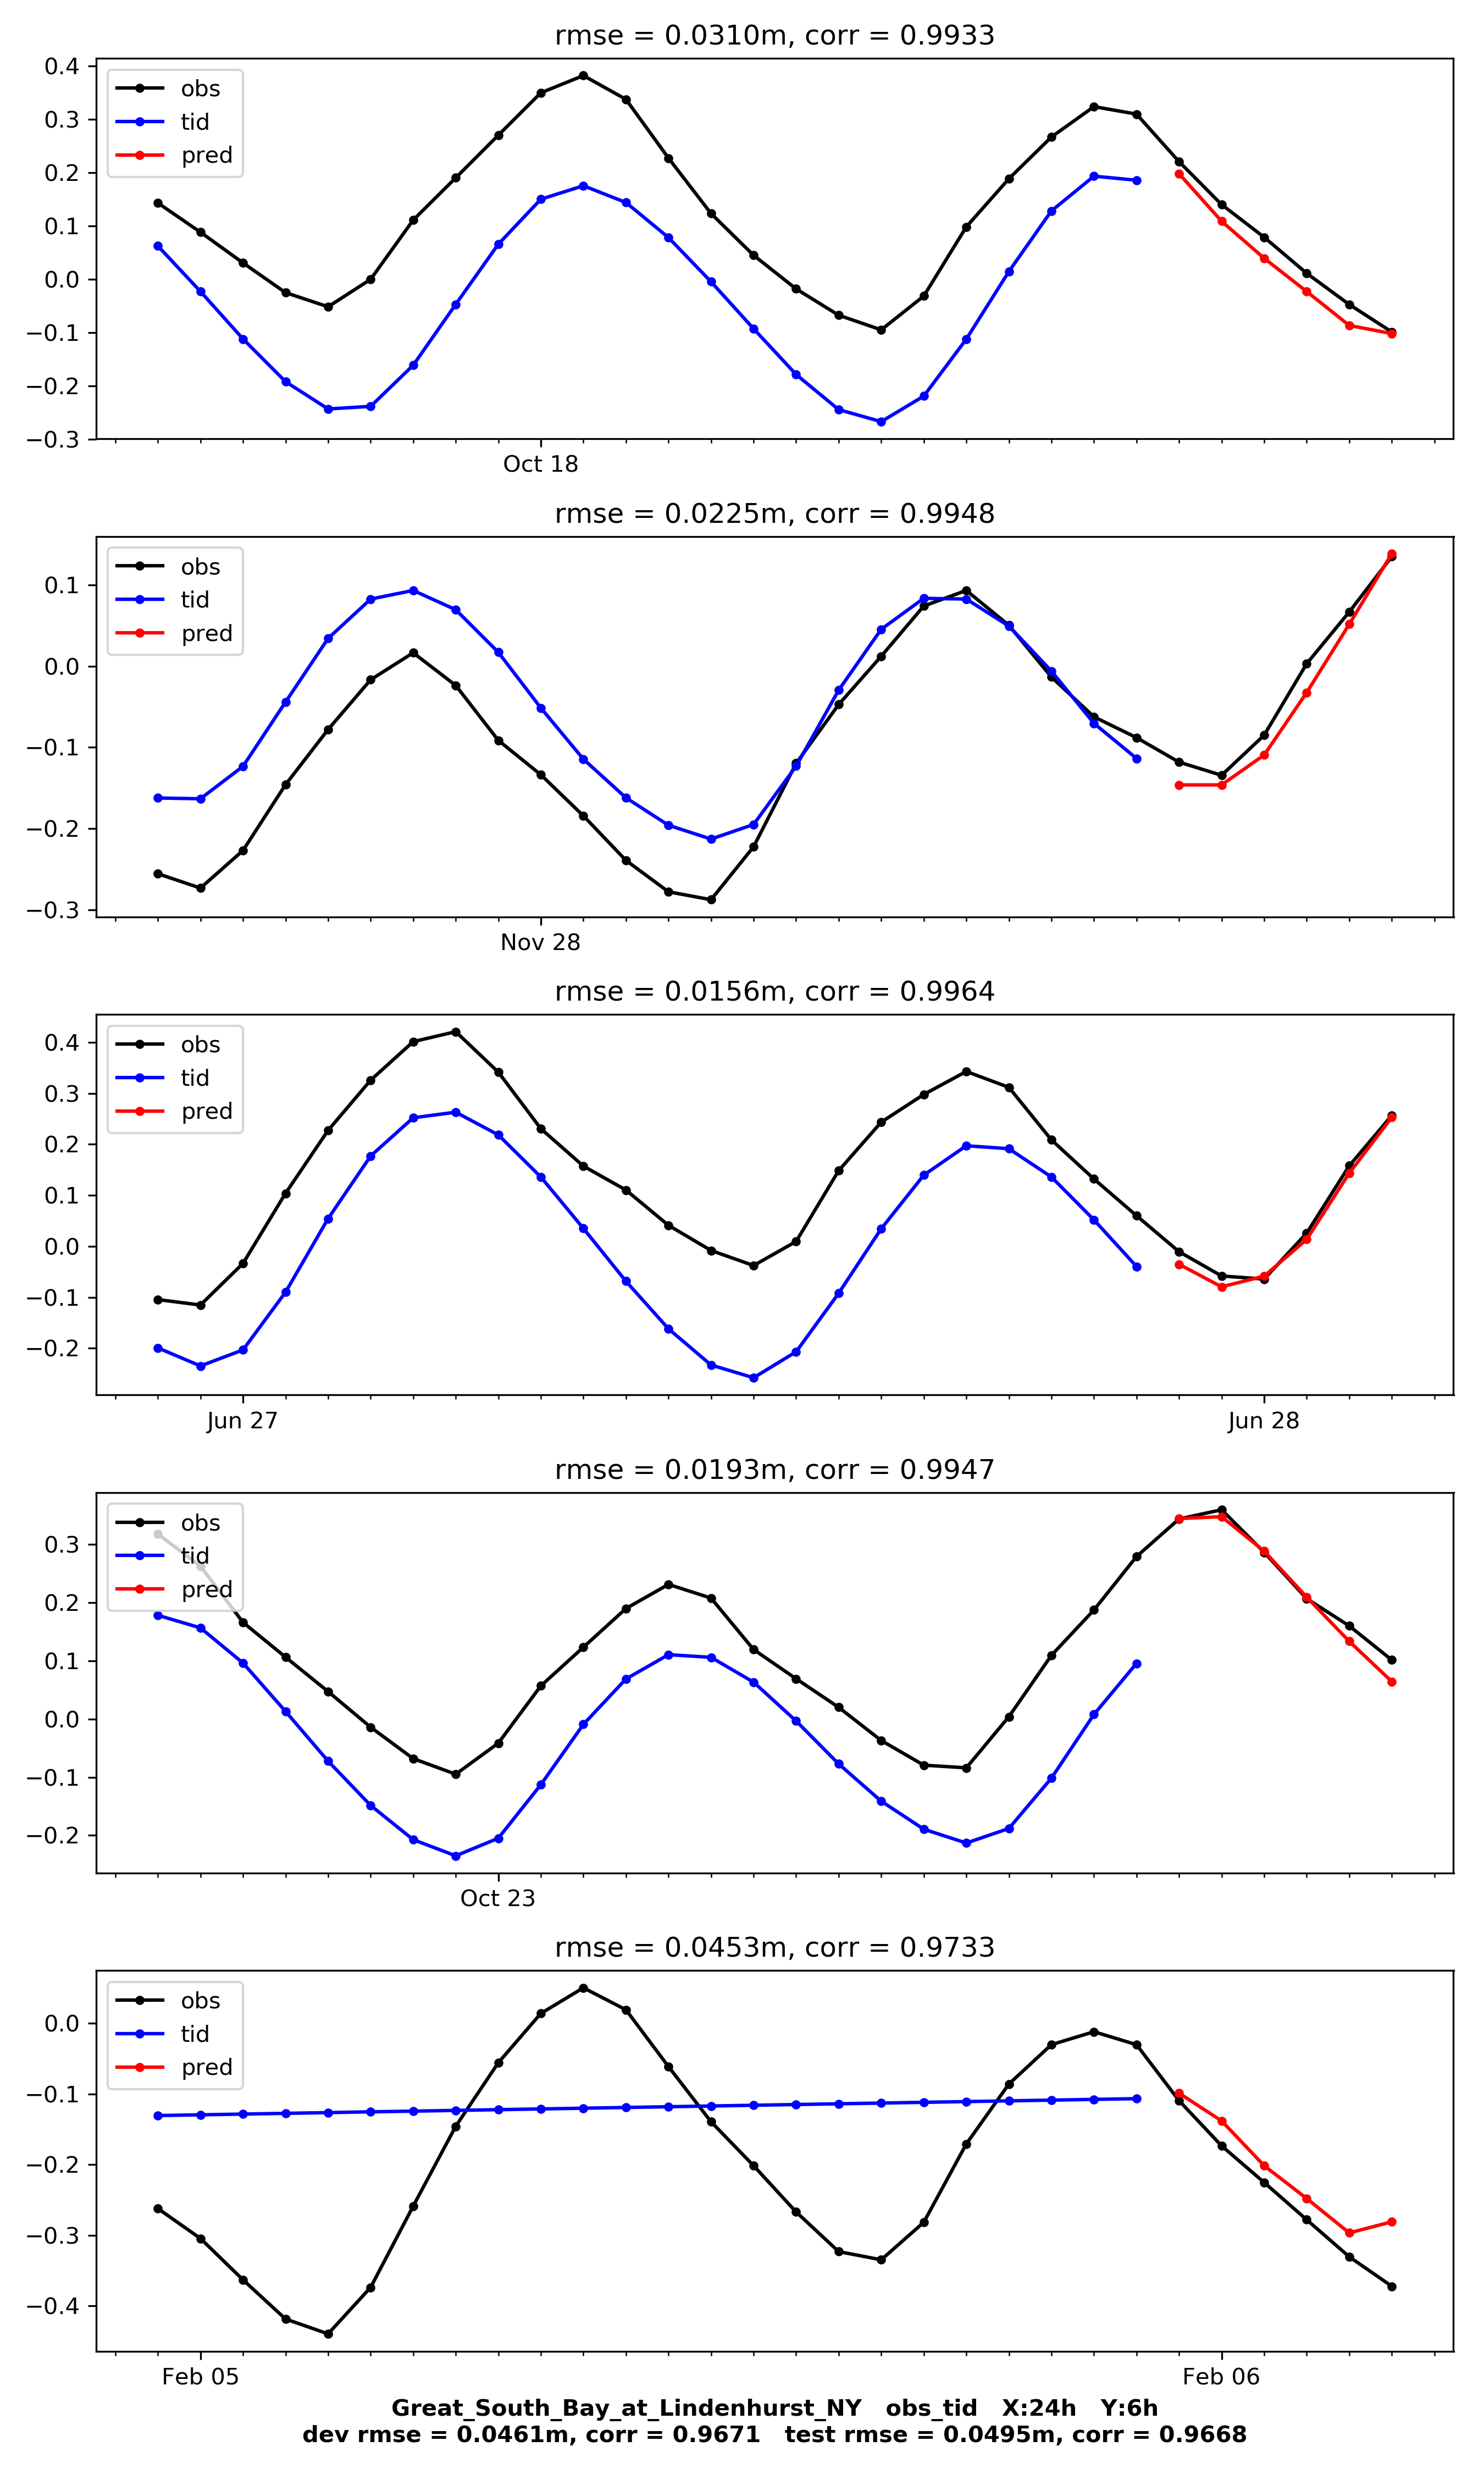 rmse = 0.0310m, corr = 0.9933
0.4
0.3
0.2
0.1
0.0
−0.1
−0.2
−0.3
obs
tid
pred
Oct 18
rmse = 0.0225m, corr = 0.9948
0.1
0.0
−0.1
−0.2
−0.3
obs
tid
pred
Nov 28
rmse = 0.0156m, corr = 0.9964
0.4
0.3
0.2
0.1
0.0
−0.1
−0.2
obs
tid
pred
Jun 27
Jun 28
rmse = 0.0193m, corr = 0.9947
0.3
0.2
0.1
0.0
−0.1
−0.2
obs
tid
pred
Oct 23
rmse = 0.0453m, corr = 0.9733
0.0
−0.1
−0.2
−0.3
−0.4
obs
tid
pred
Feb 05
Feb 06
Great_South_Bay_at_Lindenhurst_NY obs_tid X:24h Y:6h
dev rmse = 0.0461m, corr = 0.9671 test rmse = 0.0495m, corr = 0.9668